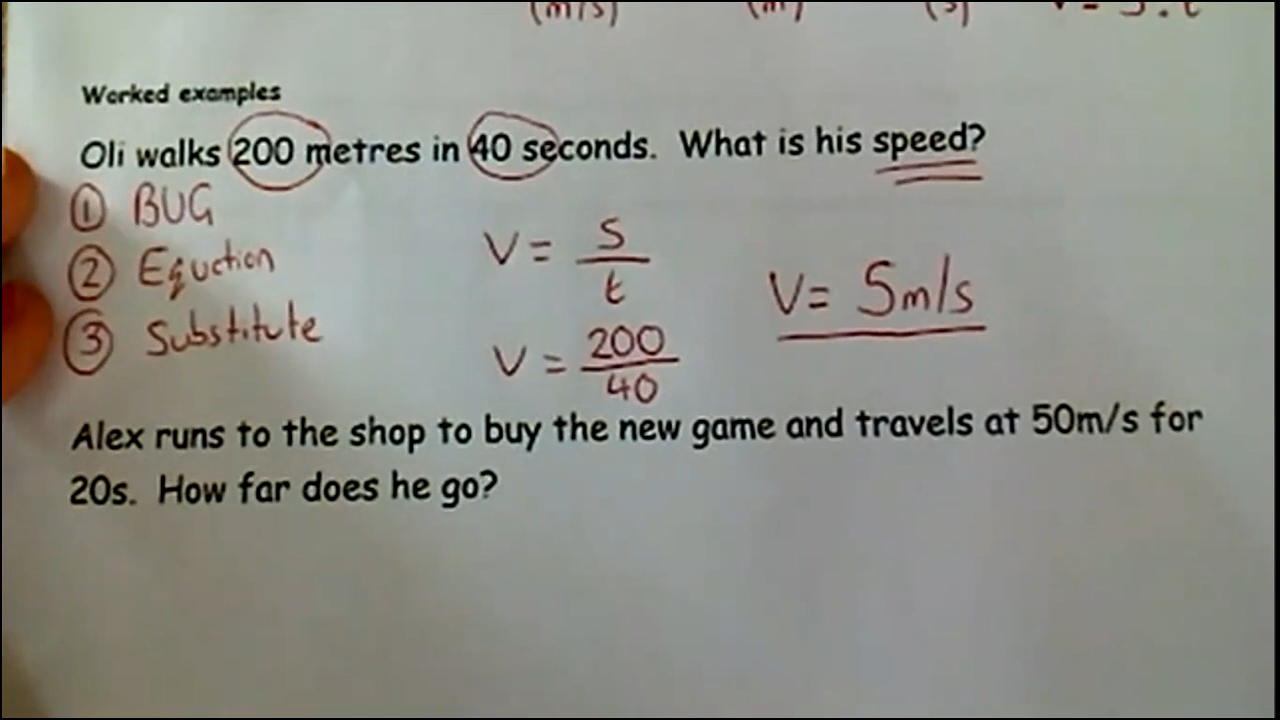 (m/s) (m) (s) V = S ÷ t
Worked examples
Oli walks 200 metres in 40 seconds. What is his speed?
① BUG
② Equation
③ Substitute
V = s/t
V = 200/40
V = 5m/s
Alex runs to the shop to buy the new game and travels at 50m/s for
20s. How far does he go?